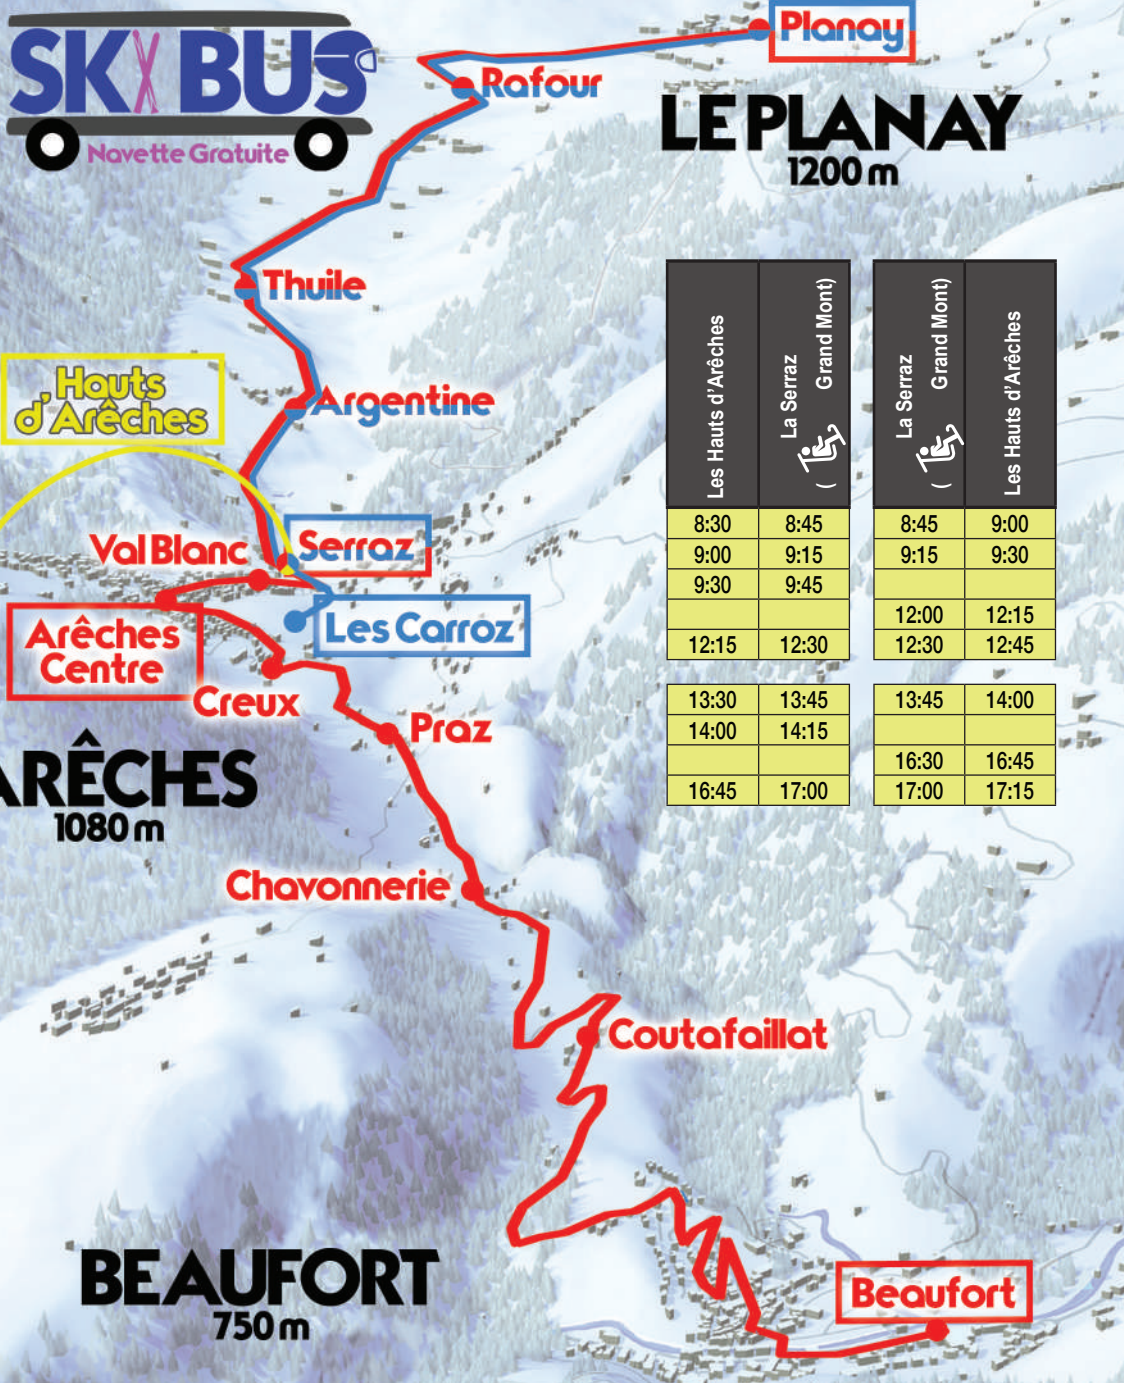 SKI BUS
Navette Gratuite
Planay
Rafour
LE PLANAY
1200 m
Thuile
Hauts
d'Arêches
Argentine
Val Blanc
Serraz
Les Carroz
Arêches
Centre
Creux
Praz
ARÊCHES
1080 m
Chavonnerie
Coutafaillat
BEAUFORT
750 m
Beaufort
Les Hauts d'Arêches
La Serraz
( Grand Mont)
La Serraz
( Grand Mont)
Les Hauts d'Arêches
8:30 8:45 8:45 9:00
9:00 9:15 9:15 9:30
9:30 9:45
12:00 12:15
12:15 12:30 12:30 12:45
13:30 13:45 13:45 14:00
14:00 14:15
16:30 16:45
16:45 17:00 17:00 17:15